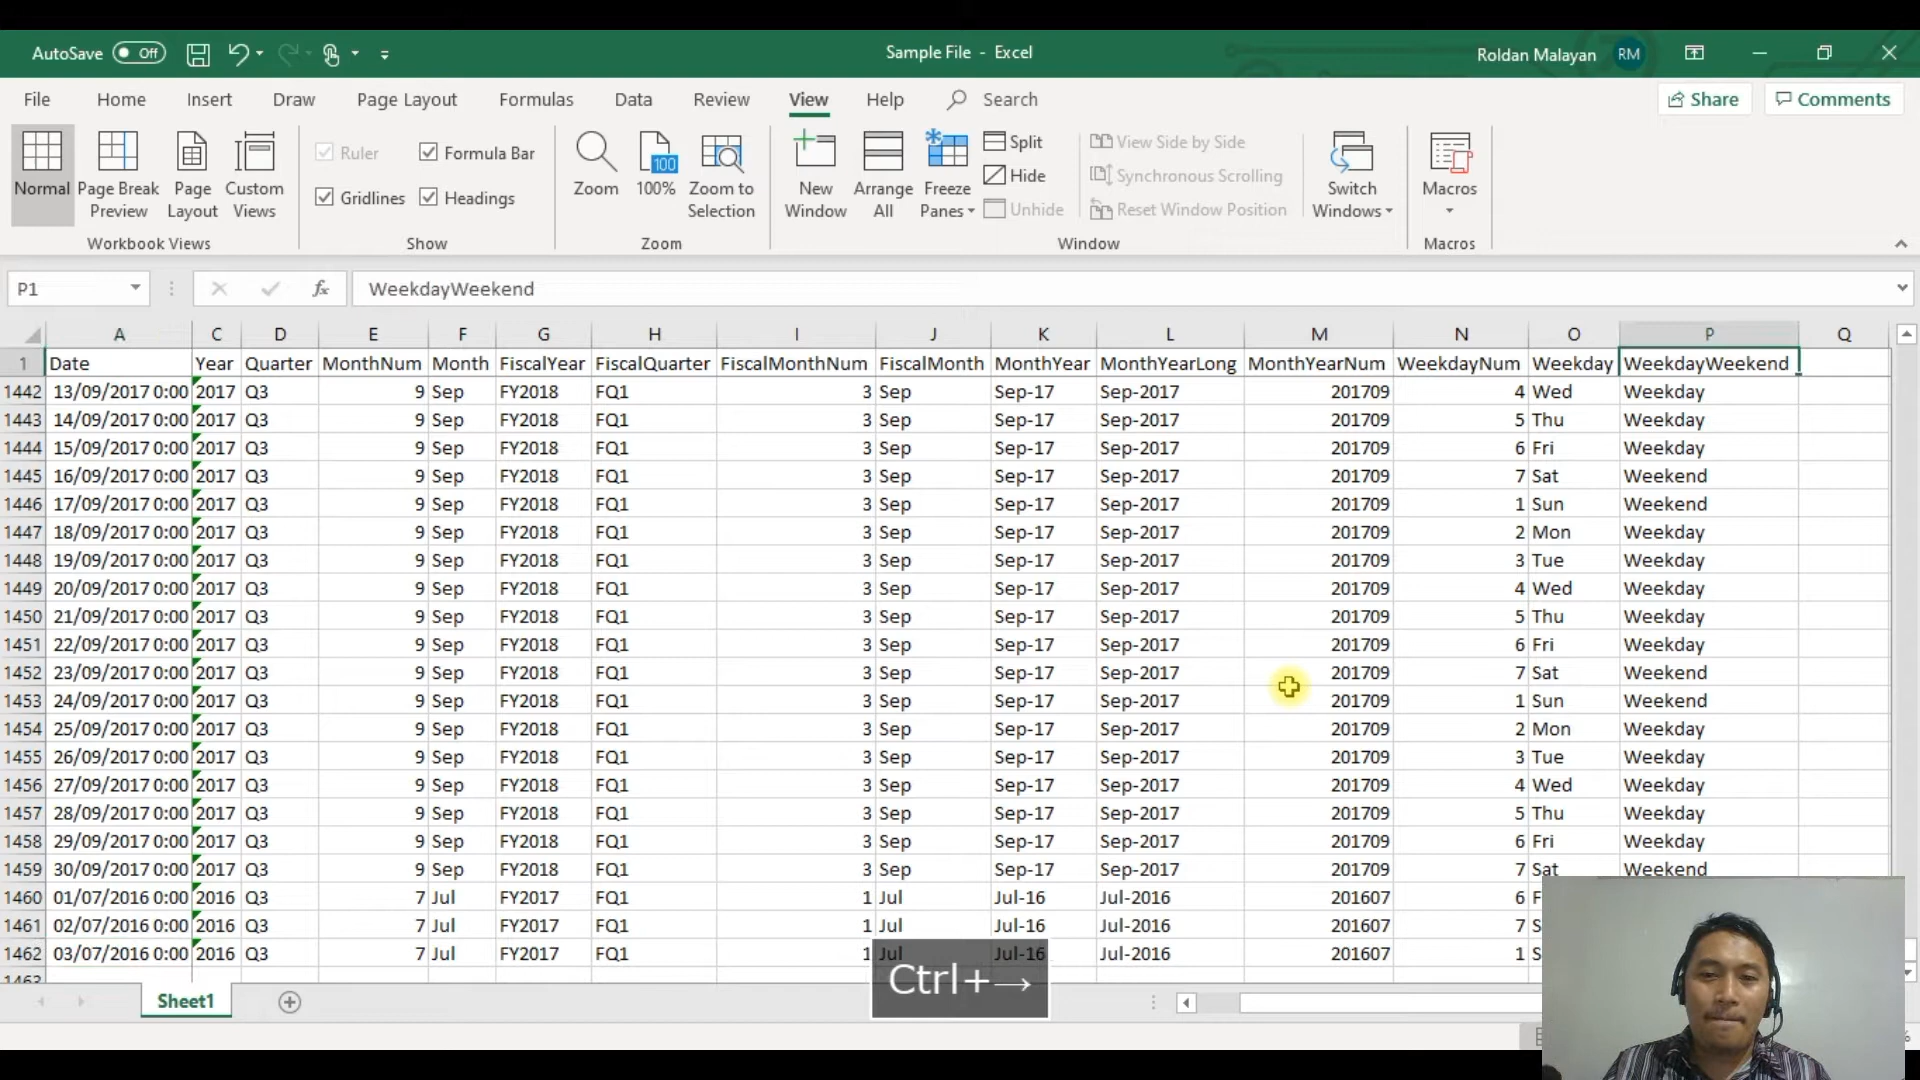 AutoSave Off Sample File - Excel Roldan Malayan RM
File Home Insert Draw Page Layout Formulas Data Review View Help Search Share Comments
Normal
Page Break Preview
Page Layout
Custom Views
Workbook Views
Ruler Formula Bar
Gridlines Headings
Show
Zoom
100
100%
Zoom to Selection
Zoom
New Window
Arrange All
Freeze Panes
Split
Hide
Unhide
View Side by Side
Synchronous Scrolling
Reset Window Position
Switch Windows
Window
Macros
Macros
P1 fx WeekdayWeekend
A C D E F G H I J K L M N O P Q
1 Date Year Quarter MonthNum Month FiscalYear FiscalQuarter FiscalMonthNum FiscalMonth MonthYear MonthYearLong MonthYearNum WeekdayNum Weekday WeekdayWeekend
1442 13/09/2017 0:00 2017 Q3 9 Sep FY2018 FQ1 3 Sep Sep-17 Sep-2017 201709 4 Wed Weekday
1443 14/09/2017 0:00 2017 Q3 9 Sep FY2018 FQ1 3 Sep Sep-17 Sep-2017 201709 5 Thu Weekday
1444 15/09/2017 0:00 2017 Q3 9 Sep FY2018 FQ1 3 Sep Sep-17 Sep-2017 201709 6 Fri Weekday
1445 16/09/2017 0:00 2017 Q3 9 Sep FY2018 FQ1 3 Sep Sep-17 Sep-2017 201709 7 Sat Weekend
1446 17/09/2017 0:00 2017 Q3 9 Sep FY2018 FQ1 3 Sep Sep-17 Sep-2017 201709 1 Sun Weekend
1447 18/09/2017 0:00 2017 Q3 9 Sep FY2018 FQ1 3 Sep Sep-17 Sep-2017 201709 2 Mon Weekday
1448 19/09/2017 0:00 2017 Q3 9 Sep FY2018 FQ1 3 Sep Sep-17 Sep-2017 201709 3 Tue Weekday
1449 20/09/2017 0:00 2017 Q3 9 Sep FY2018 FQ1 3 Sep Sep-17 Sep-2017 201709 4 Wed Weekday
1450 21/09/2017 0:00 2017 Q3 9 Sep FY2018 FQ1 3 Sep Sep-17 Sep-2017 201709 5 Thu Weekday
1451 22/09/2017 0:00 2017 Q3 9 Sep FY2018 FQ1 3 Sep Sep-17 Sep-2017 201709 6 Fri Weekday
1452 23/09/2017 0:00 2017 Q3 9 Sep FY2018 FQ1 3 Sep Sep-17 Sep-2017 201709 7 Sat Weekend
1453 24/09/2017 0:00 2017 Q3 9 Sep FY2018 FQ1 3 Sep Sep-17 Sep-2017 201709 1 Sun Weekend
1454 25/09/2017 0:00 2017 Q3 9 Sep FY2018 FQ1 3 Sep Sep-17 Sep-2017 201709 2 Mon Weekday
1455 26/09/2017 0:00 2017 Q3 9 Sep FY2018 FQ1 3 Sep Sep-17 Sep-2017 201709 3 Tue Weekday
1456 27/09/2017 0:00 2017 Q3 9 Sep FY2018 FQ1 3 Sep Sep-17 Sep-2017 201709 4 Wed Weekday
1457 28/09/2017 0:00 2017 Q3 9 Sep FY2018 FQ1 3 Sep Sep-17 Sep-2017 201709 5 Thu Weekday
1458 29/09/2017 0:00 2017 Q3 9 Sep FY2018 FQ1 3 Sep Sep-17 Sep-2017 201709 6 Fri Weekday
1459 30/09/2017 0:00 2017 Q3 9 Sep FY2018 FQ1 3 Sep Sep-17 Sep-2017 201709 7 Sat Weekend
1460 01/07/2016 0:00 2016 Q3 7 Jul FY2017 FQ1 1 Jul Jul-16 Jul-2016 201607 6 F
1461 02/07/2016 0:00 2016 Q3 7 Jul FY2017 FQ1 1 Jul Jul-16 Jul-2016 201607 7 S
1462 03/07/2016 0:00 2016 Q3 7 Jul FY2017 FQ1 1 Jul Jul-16 Jul-2016 201607 1 S
1463
Ctrl+→
Sheet1